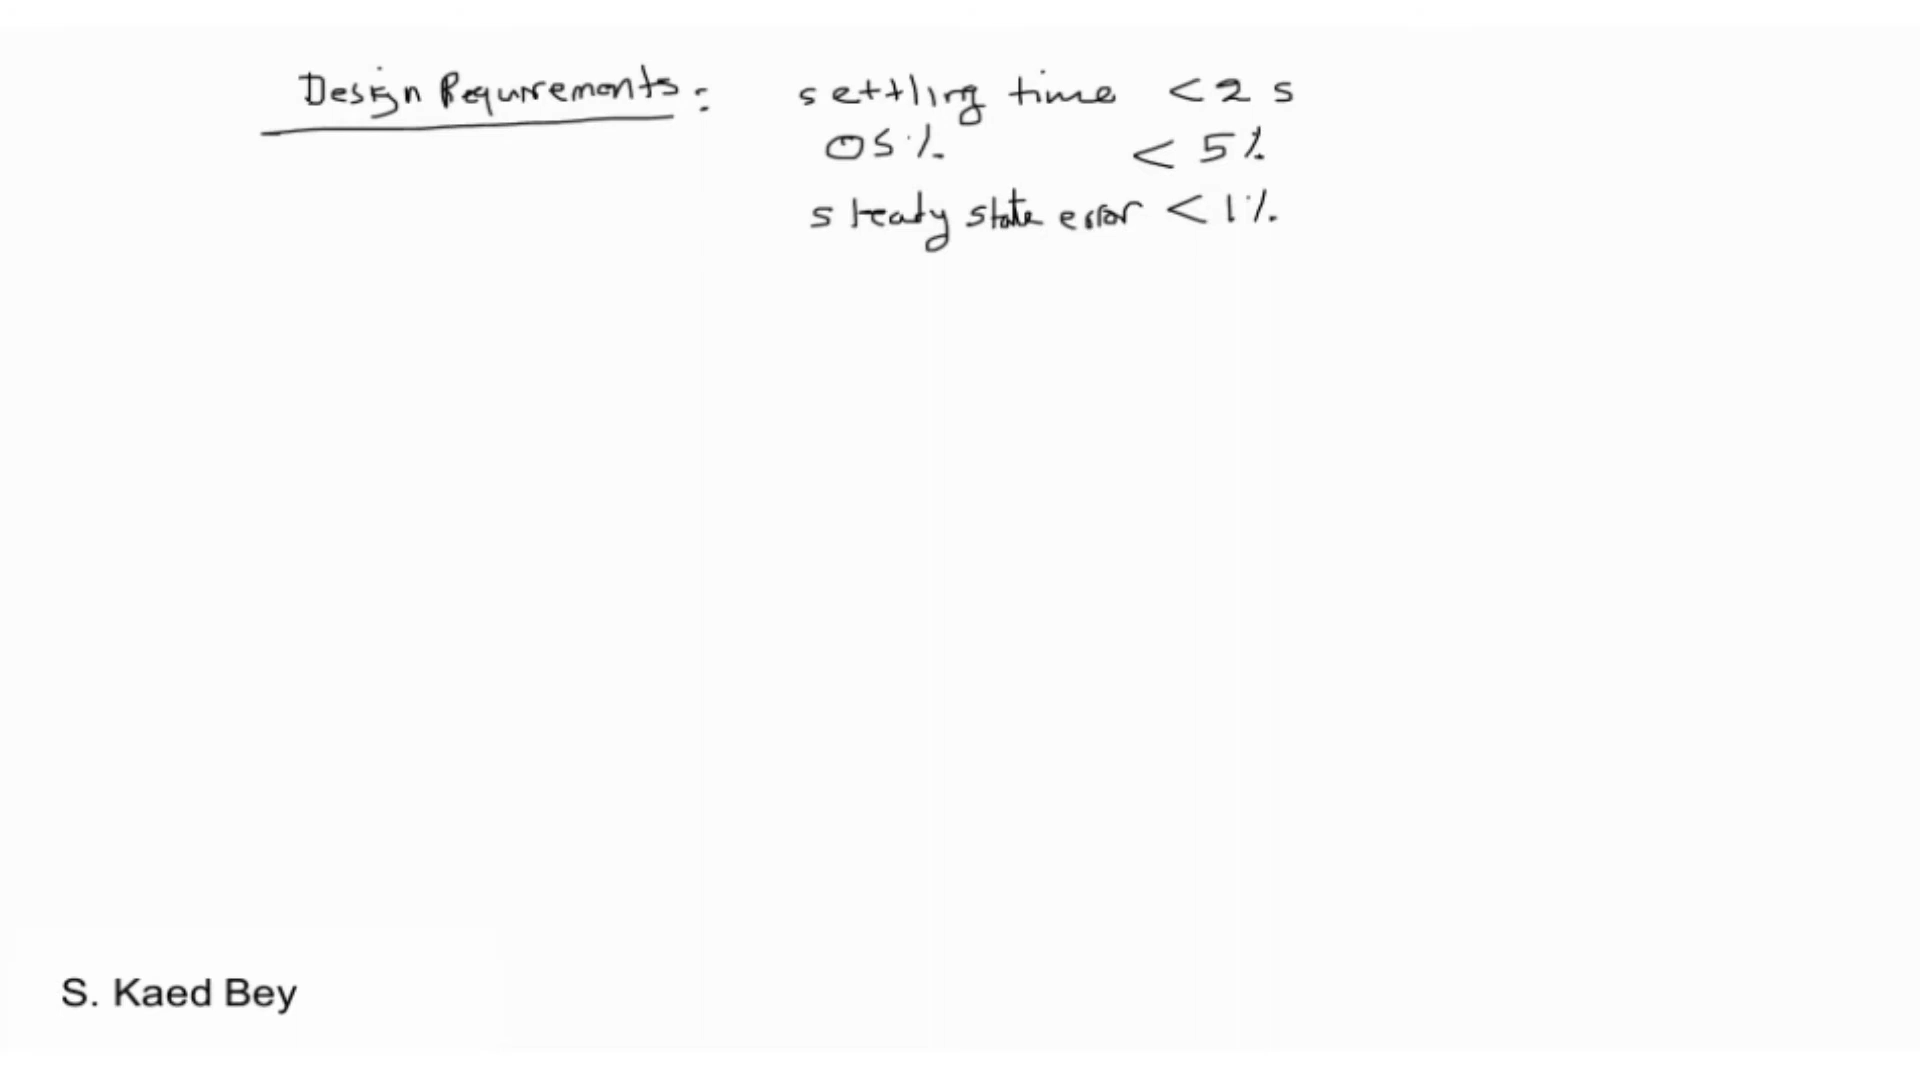 Design Requirements: settling time < 2 s
OS% < 5%
steady state error < 1%
S. Kaed Bey